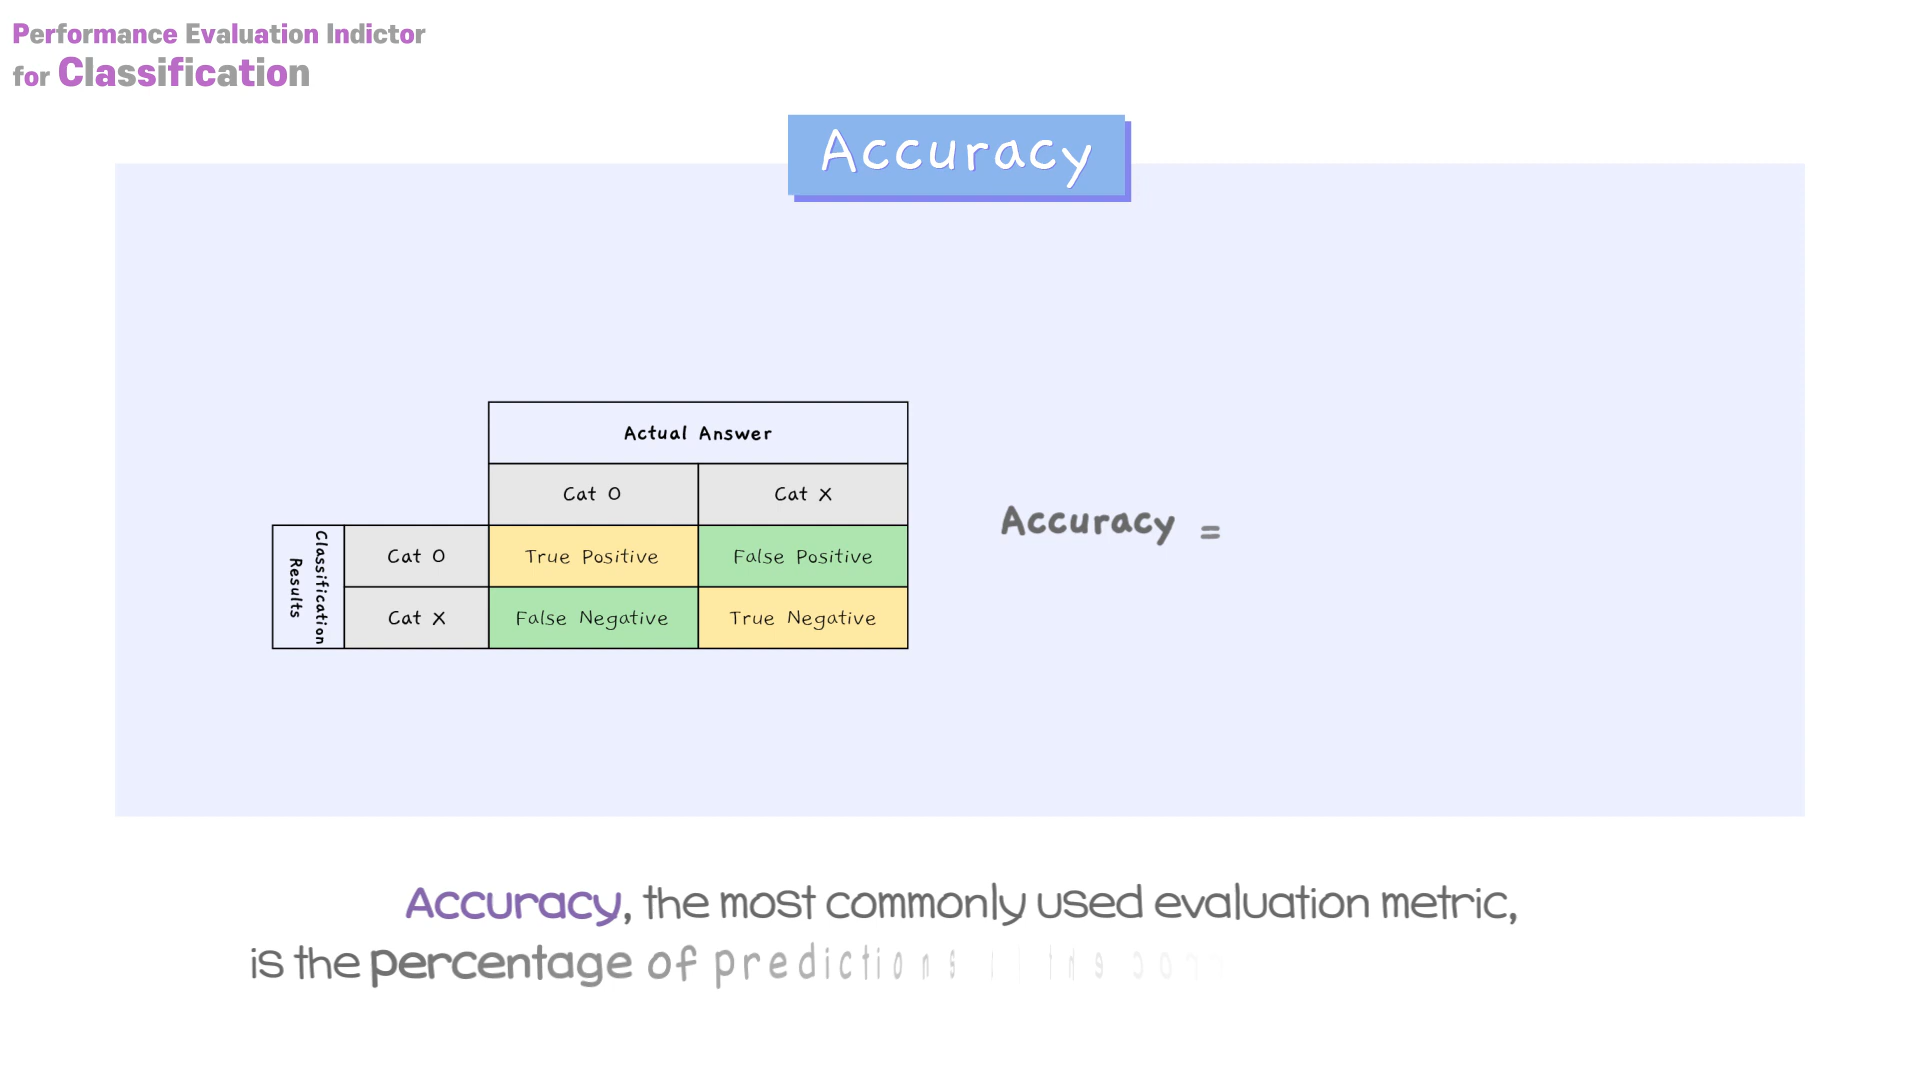 Performance Evaluation Indictor
for Classification
Accuracy
Actual Answer
Cat O
Cat X
Classification
Results
Cat O
True Positive
False Positive
Cat X
False Negative
True Negative
Accuracy =
Accuracy, the most commonly used evaluation metric,
is the percentage of predictions